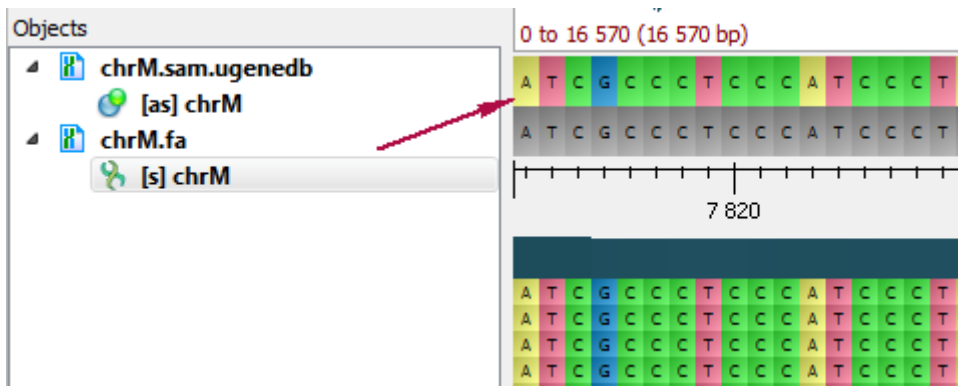 Objects
chrM.sam.ugenedb
[as] chrM
chrM.fa
[s] chrM
0 to 16 570 (16 570 bp)
A T C G C C C T C C C A T C C C T
A T C G C C C T C C C A T C C C T
7 820
A T C G C C C T C C C A T C C C T
A T C G C C C T C C C A T C C C T
A T C G C C C T C C C A T C C C T
A T C G C C C T C C C A T C C C T